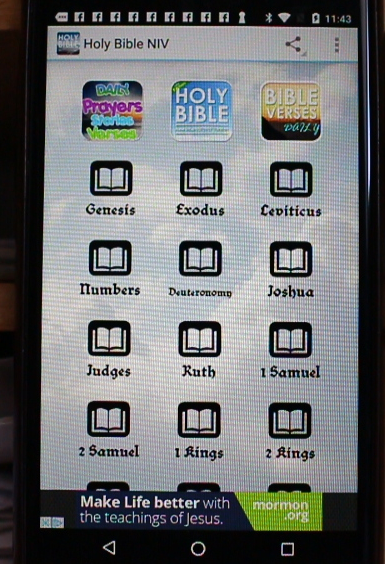 11:43
HOLY
BIBLE
Holy Bible NIV
DAILY
Prayers
Stories
Verses
HOLY
BIBLE
BIBLE
VERSES
DAILY
Genesis
Exodus
Leviticus
Numbers
Deuteronomy
Joshua
Judges
Ruth
1 Samuel
2 Samuel
1 Kings
2 Kings
Make Life better with
the teachings of Jesus.
mormon
.org